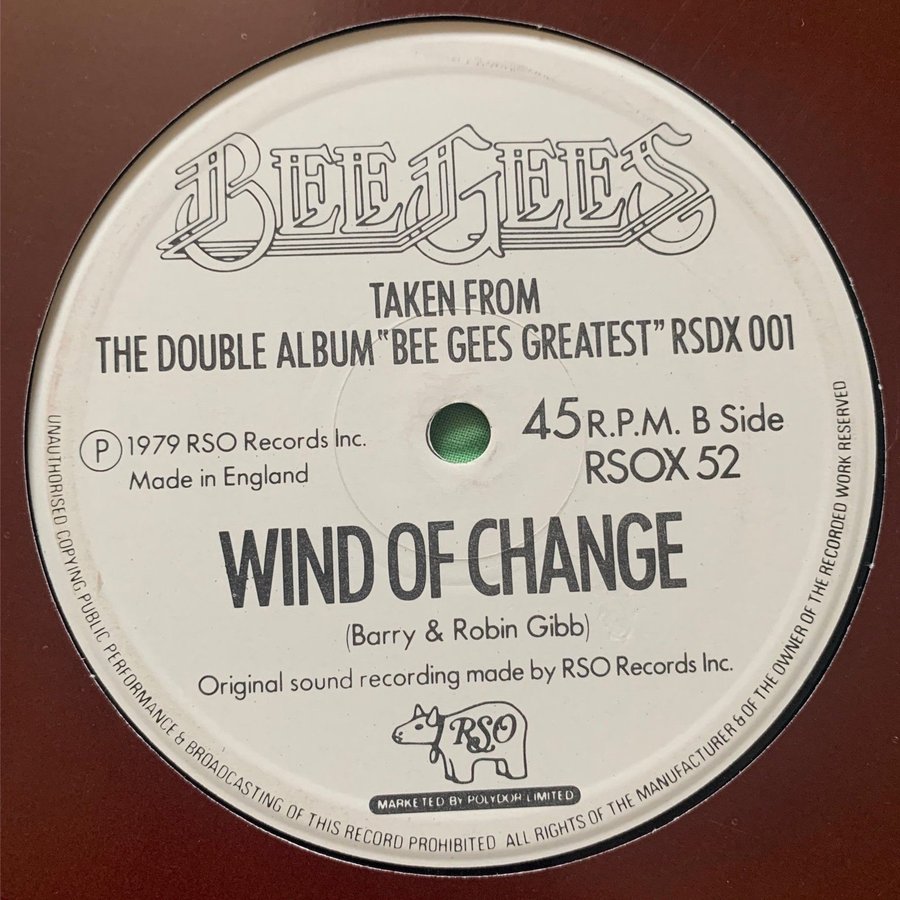 BEE GEES
TAKEN FROM
THE DOUBLE ALBUM "BEE GEES GREATEST" RSDX 001
45 R.P.M. B Side
RSOX 52
Ⓟ 1979 RSO Records Inc.
Made in England
WIND OF CHANGE
(Barry & Robin Gibb)
Original sound recording made by RSO Records Inc.
RSO
MARKETED BY POLYDOR LIMITED
UNAUTHORISED COPYING PUBLIC PERFORMANCE & BROADCASTING OF THIS RECORD PROHIBITED ALL RIGHTS OF THE MANUFACTURER & OF THE OWNER OF THE RECORDED WORK RESERVED